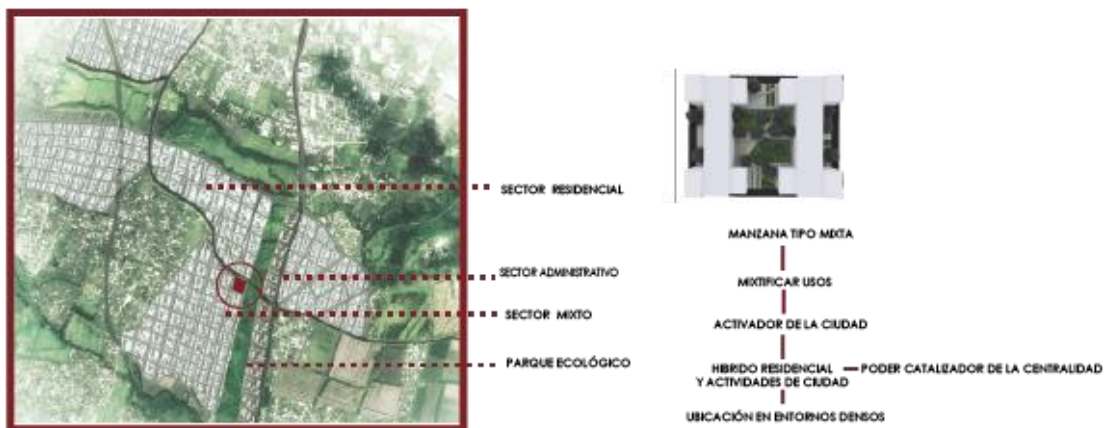 SECTOR RESIDENCIAL
SECTOR ADMINISTRATIVO
SECTOR MIXTO
PARQUE ECOLÓGICO
MANZANA TIPO MIXTA
MIXTIFICAR USOS
ACTIVADOR DE LA CIUDAD
HIBRIDO RESIDENCIAL
Y ACTIVIDADES DE CIUDAD
PODER CATALIZADOR DE LA CENTRALIDAD
UBICACIÓN EN ENTORNOS DENSOS